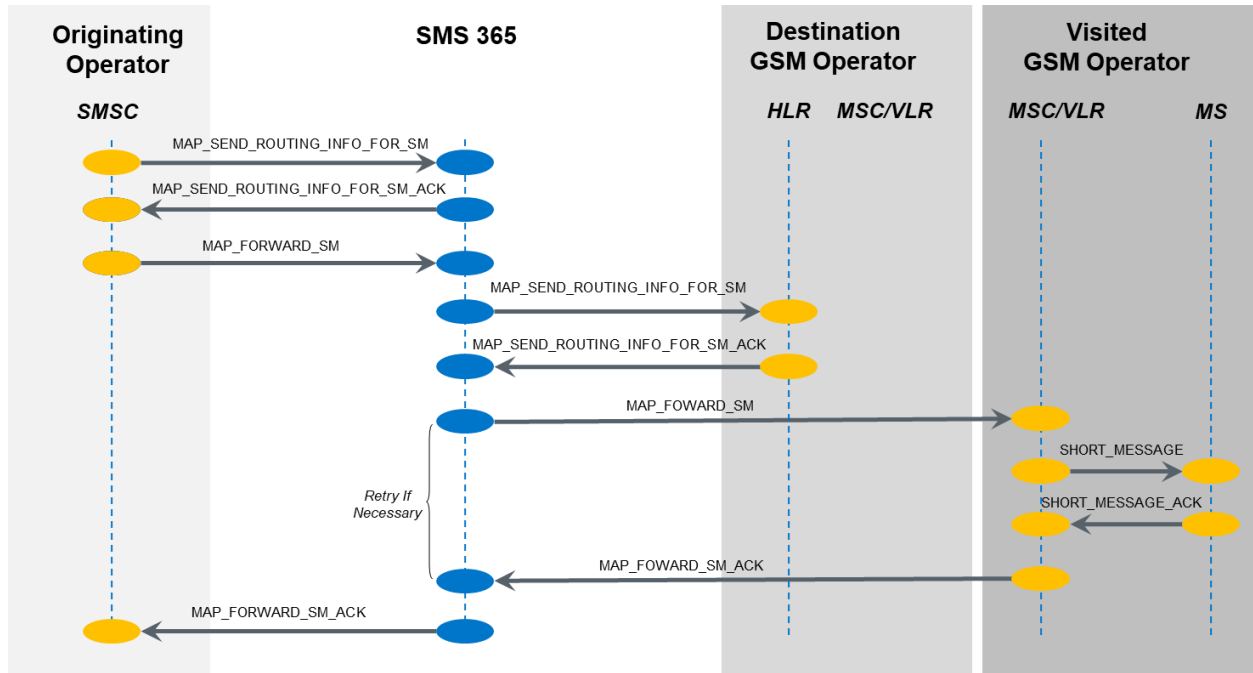 Originating
Operator
SMS 365
Destination
GSM Operator
Visited
GSM Operator
SMSC
HLR
MSC/VLR
MSC/VLR
MS
MAP_SEND_ROUTING_INFO_FOR_SM
MAP_SEND_ROUTING_INFO_FOR_SM_ACK
MAP_FORWARD_SM
MAP_SEND_ROUTING_INFO_FOR_SM
MAP_SEND_ROUTING_INFO_FOR_SM_ACK
MAP_FOWARD_SM
SHORT_MESSAGE
Retry If
Necessary
SHORT_MESSAGE_ACK
MAP_FOWARD_SM_ACK
MAP_FORWARD_SM_ACK